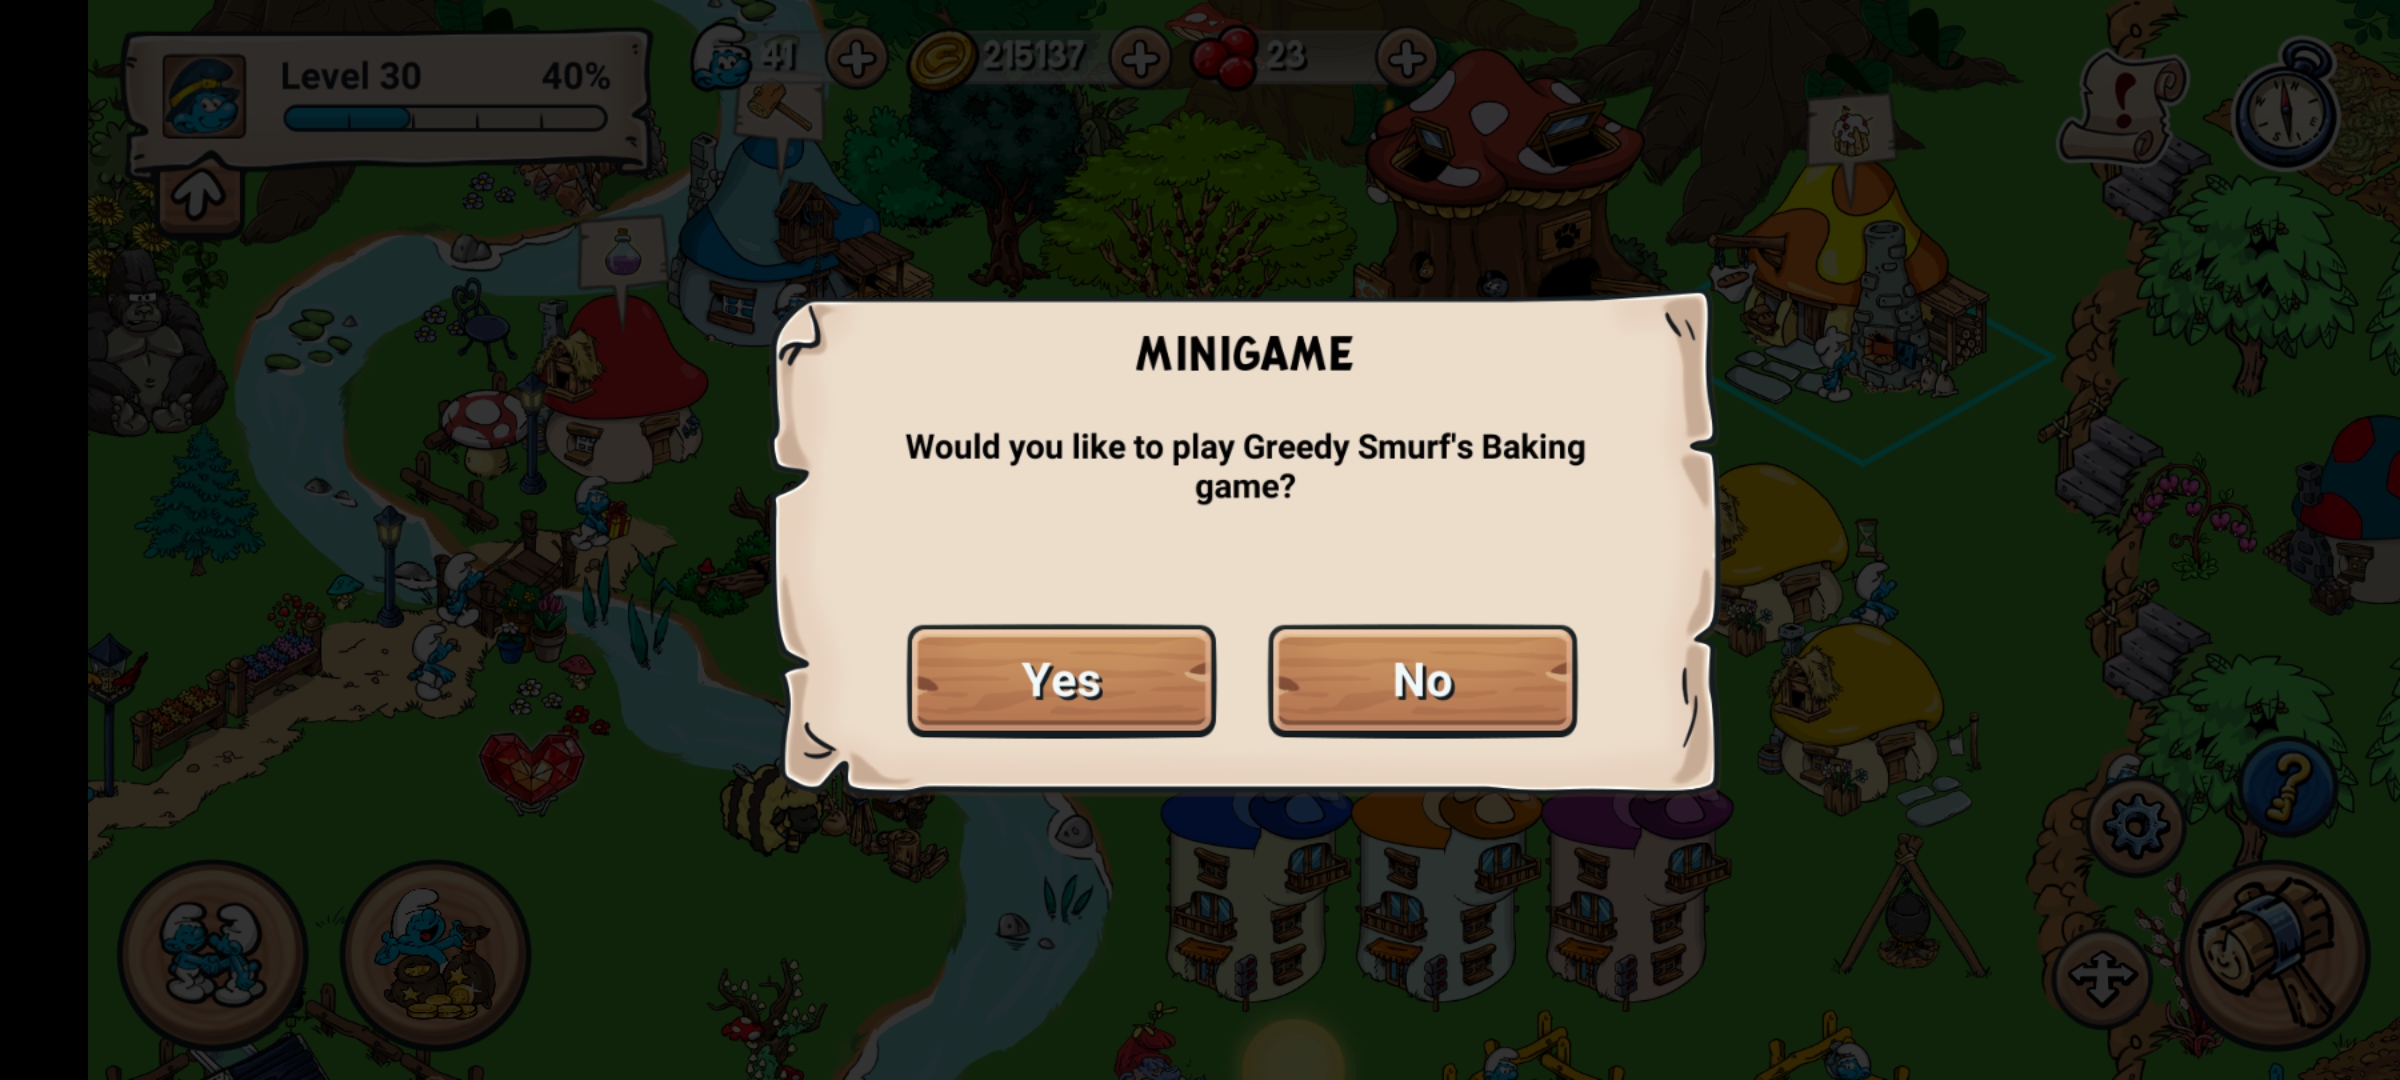 Level 30 40%
41
215137
23
MINIGAME
Would you like to play Greedy Smurf's Baking
game?
Yes
No